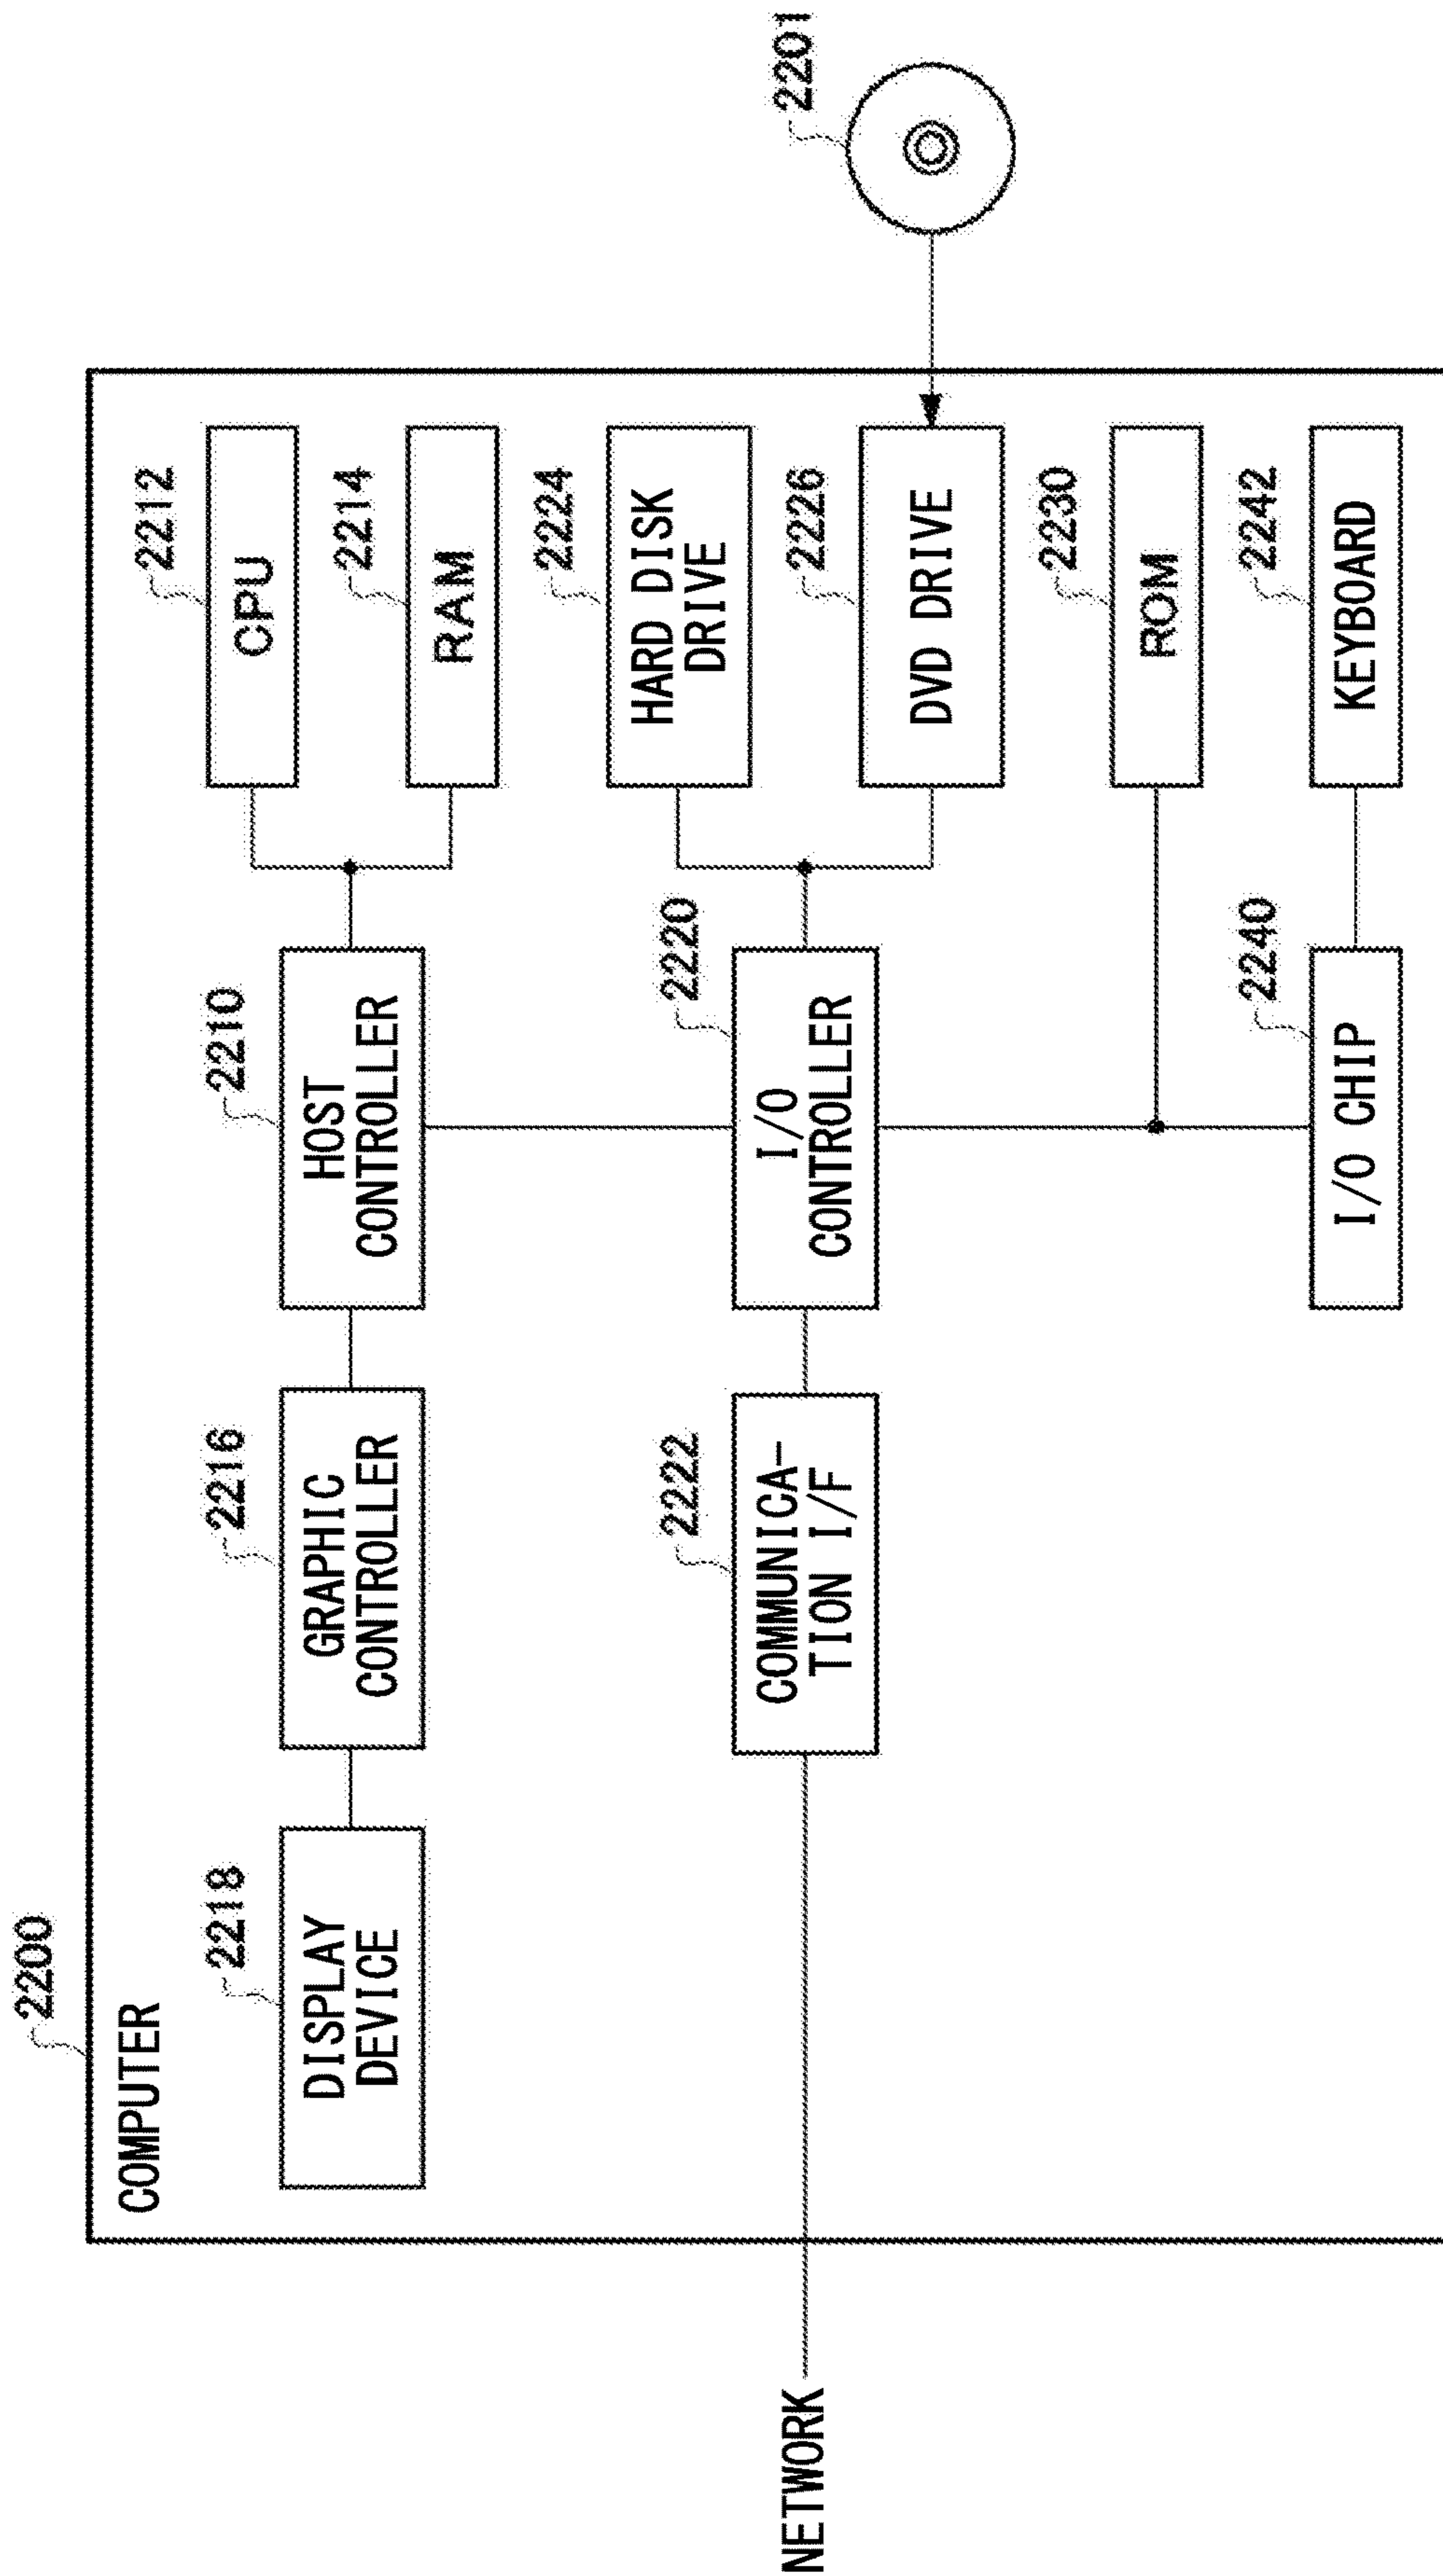 2200
COMPUTER
2212
CPU
2218
DISPLAY
DEVICE
2216
GRAPHIC
CONTROLLER
2210
HOST
CONTROLLER
2214
RAM
2224
HARD DISK
DRIVE
NETWORK
2222
COMMUNICA-
TION I/F
2220
I/O
CONTROLLER
2226
DVD DRIVE
2201
2230
ROM
2240
I/O CHIP
2242
KEYBOARD